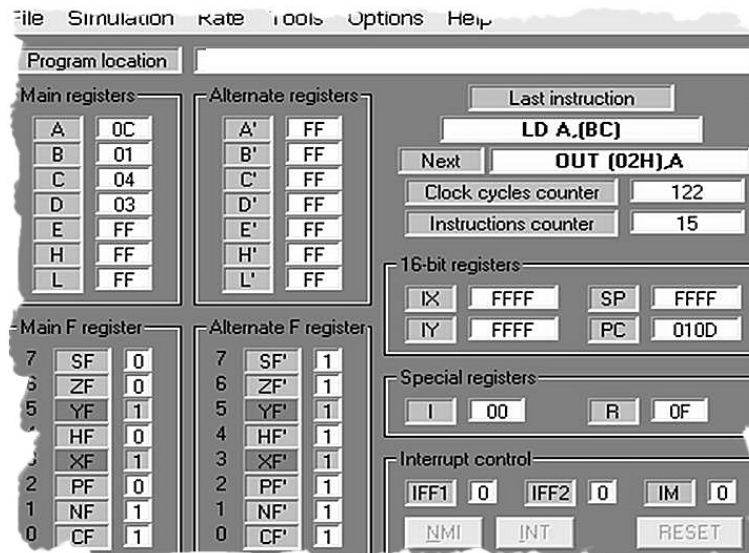 File Simulation Rate Tools Options Help
Program location
Main registers
A 0C
B 01
C 04
D 03
E FF
H FF
L FF
Alternate registers
A' FF
B' FF
C' FF
D' FF
E' FF
H' FF
L' FF
Last instruction
LD A,(BC)
Next OUT (02H),A
Clock cycles counter 122
Instructions counter 15
16-bit registers
IX FFFF SP FFFF
IY FFFF PC 010D
Main F register
7 SF 0
6 ZF 0
5 YF 1
4 HF 0
3 XF 1
2 PF 0
1 NF 1
0 CF 1
Alternate F register
7 SF' 1
6 ZF' 1
5 YF' 1
4 HF' 1
3 XF' 1
2 PF' 1
1 NF' 1
0 CF' 1
Special registers
I 00 R 0F
Interrupt control
IFF1 0 IFF2 0 IM 0
NMI INT RESET